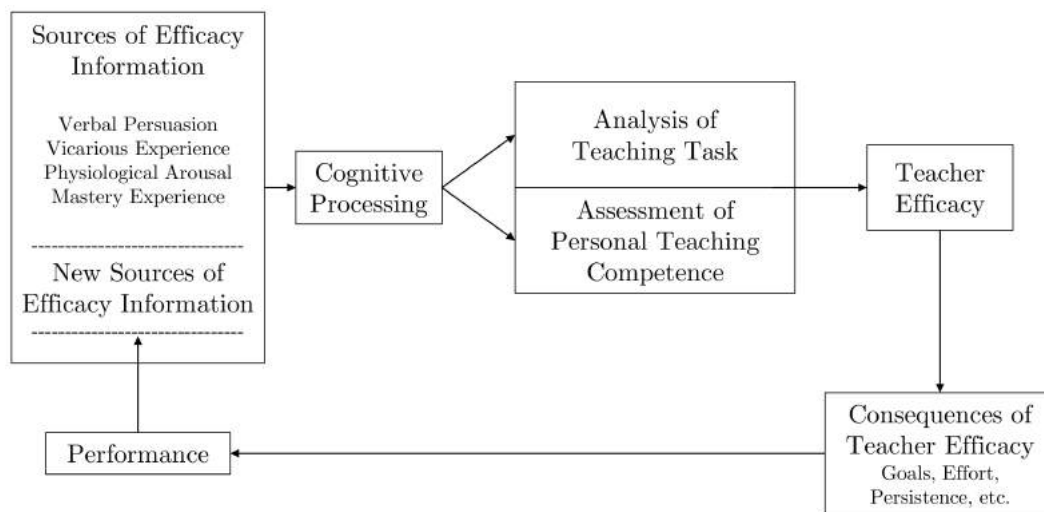 Sources of Efficacy
Information
Verbal Persuasion
Vicarious Experience
Physiological Arousal
Mastery Experience
New Sources of
Efficacy Information
Cognitive
Processing
Analysis of
Teaching Task
Assessment of
Personal Teaching
Competence
Teacher
Efficacy
Consequences of
Teacher Efficacy
Goals, Effort,
Persistence, etc.
Performance